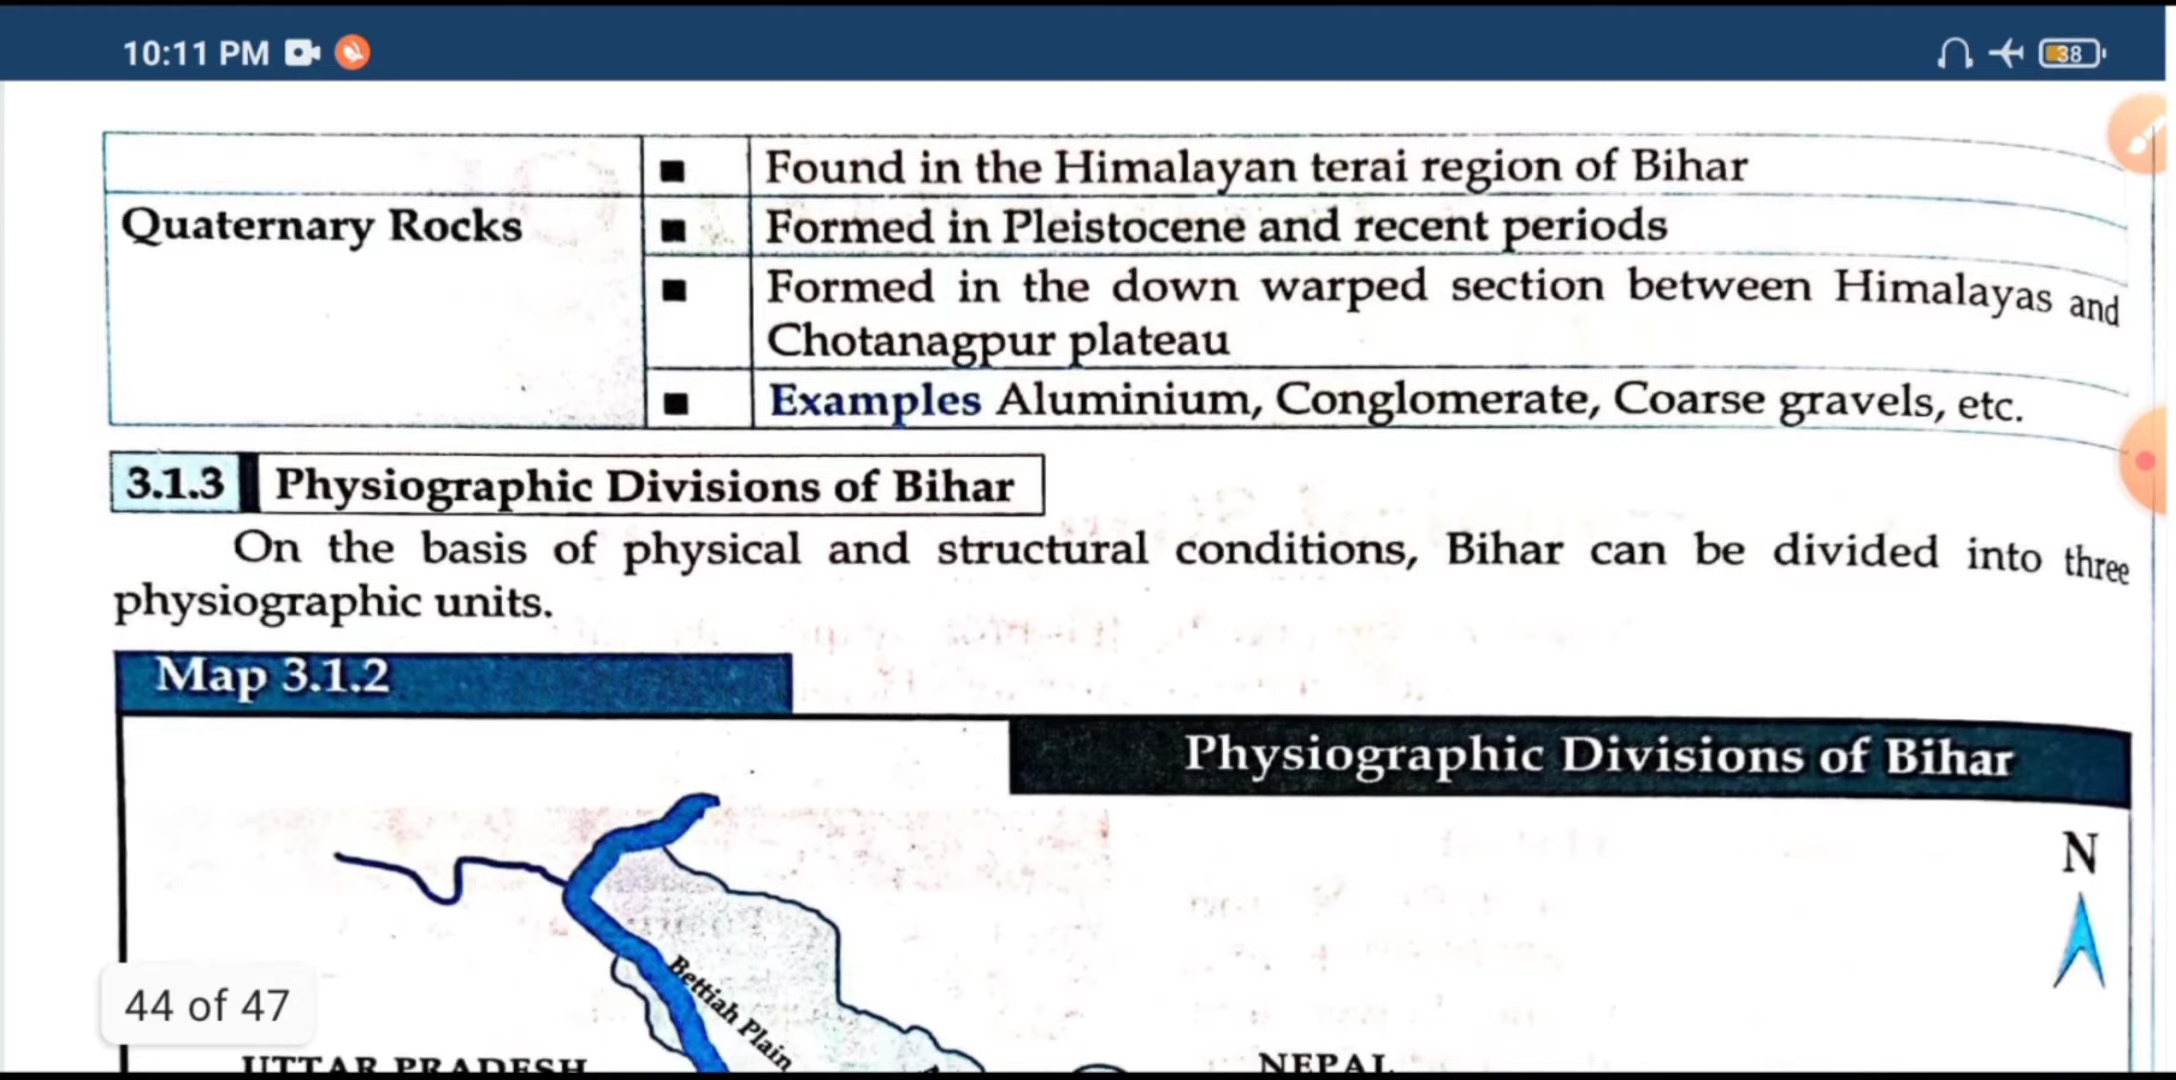 10:11 PM
38
■ Found in the Himalayan terai region of Bihar
Quaternary Rocks ■ Formed in Pleistocene and recent periods
■ Formed in the down warped section between Himalayas and
Chotanagpur plateau
■ Examples Aluminium, Conglomerate, Coarse gravels, etc.
3.1.3 Physiographic Divisions of Bihar
On the basis of physical and structural conditions, Bihar can be divided into three
physiographic units.
Map 3.1.2
Physiographic Divisions of Bihar
N
Bettiah Plain
44 of 47
UTTAR PRADESH
NEPAL